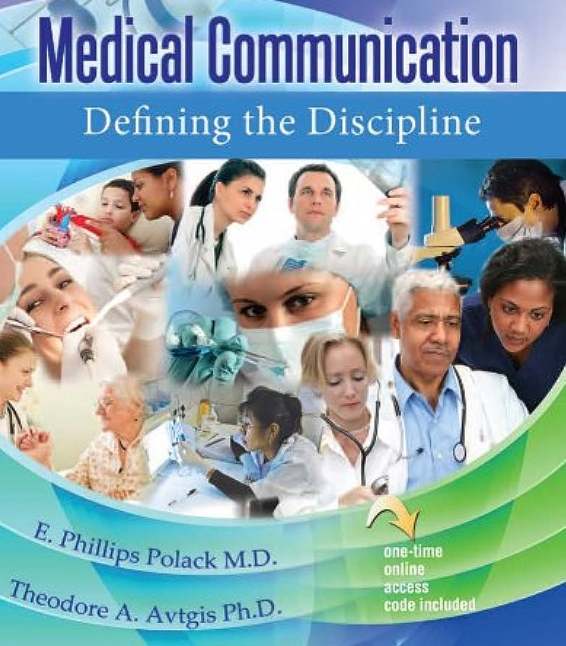 Medical Communication
Defining the Discipline
E. Phillips Polack M.D.
Theodore A. Avtgis Ph.D.
one-time
online
access
code included